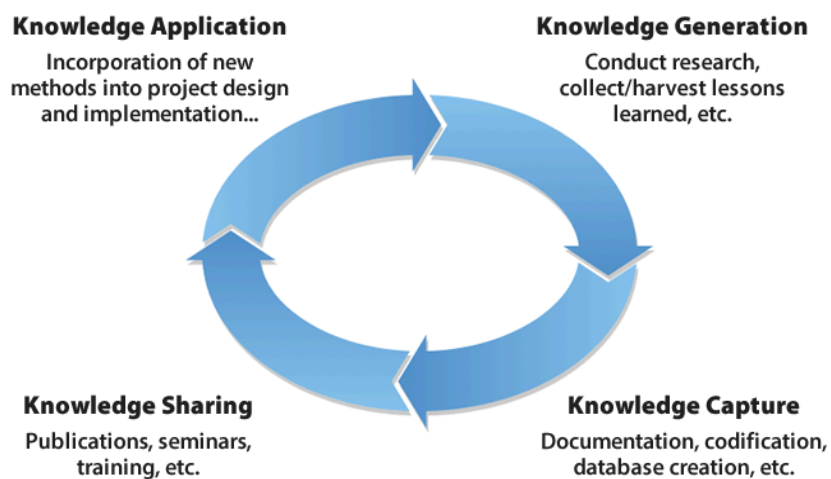 Knowledge Application
Incorporation of new
methods into project design
and implementation...
Knowledge Generation
Conduct research,
collect/harvest lessons
learned, etc.
Knowledge Sharing
Publications, seminars,
training, etc.
Knowledge Capture
Documentation, codification,
database creation, etc.